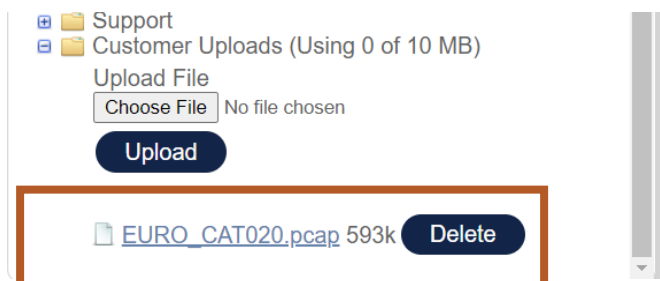 Support
Customer Uploads (Using 0 of 10 MB)
Upload File
Choose File No file chosen
Upload
EURO_CAT020.pcap 593k Delete